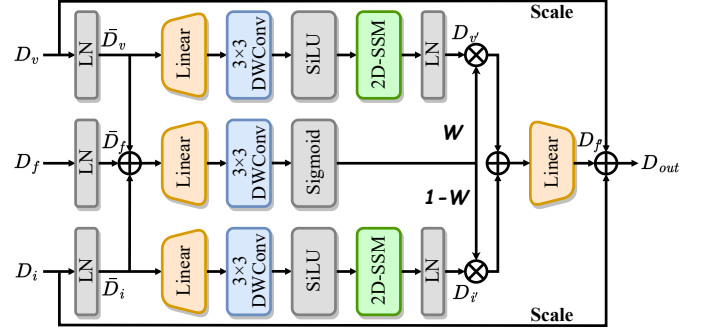 Scale
D_v LN D̄_v Linear 3×3 DWConv SiLU 2D-SSM LN D_v'
W
D_f LN D̄_f Linear 3×3 DWConv Sigmoid Linear D_f' D_out
1-W
D_i LN D̄_i Linear 3×3 DWConv SiLU 2D-SSM LN D_i'
Scale